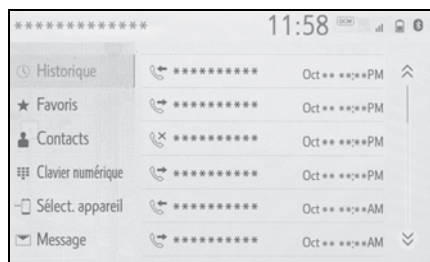 ************* 11:58 DCM
Historique ********** Oct ** **:**PM
Favoris ********** Oct ** **:**PM
Contacts ********** Oct ** **:**PM
Clavier numérique ********** Oct ** **:**PM
Sélect. appareil ********** Oct ** **:**AM
Message ********** Oct ** **:**AM